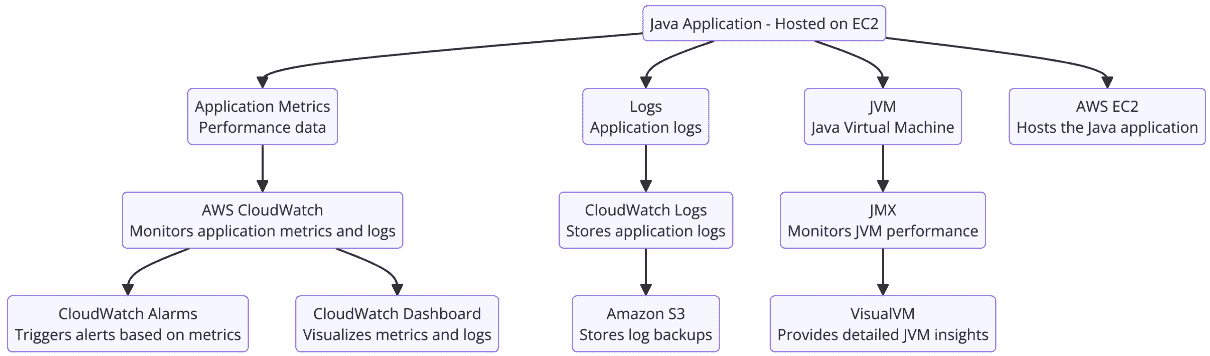 Java Application - Hosted on EC2
Application Metrics
Performance data
Logs
Application logs
JVM
Java Virtual Machine
AWS EC2
Hosts the Java application
AWS CloudWatch
Monitors application metrics and logs
CloudWatch Logs
Stores application logs
JMX
Monitors JVM performance
CloudWatch Alarms
Triggers alerts based on metrics
CloudWatch Dashboard
Visualizes metrics and logs
Amazon S3
Stores log backups
VisualVM
Provides detailed JVM insights